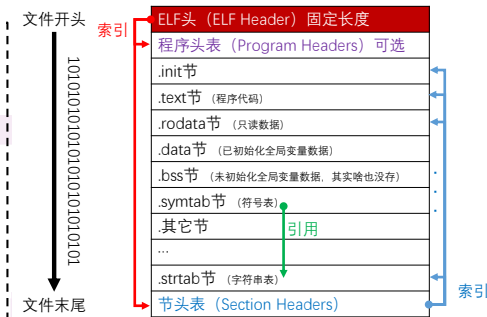 文件开头
索引
ELF头（ELF Header）固定长度
程序头表（Program Headers）可选
.init节
.text节 （程序代码）
.rodata节 （只读数据）
.data节 （已初始化全局变量数据）
.bss节 （未初始化全局变量数据，其实啥也没存）
.symtab节 （符号表）
.其它节
引用
...
.strtab节 （字符串表）
节头表（Section Headers）
索引
文件末尾
10101010101010101010101010101